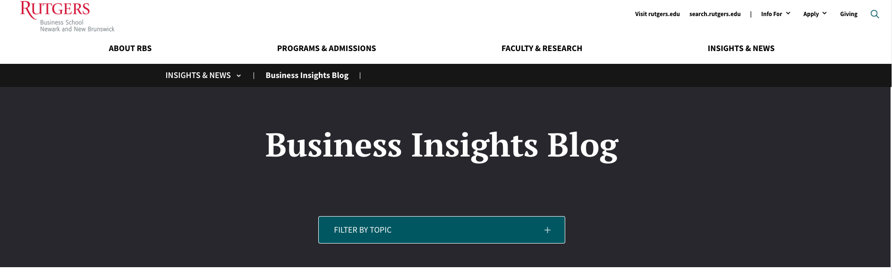 RUTGERS
Business School
Newark and New Brunswick
Visit rutgers.edu search.rutgers.edu | Info For Apply Giving
ABOUT RBS PROGRAMS & ADMISSIONS FACULTY & RESEARCH INSIGHTS & NEWS
INSIGHTS & NEWS | Business Insights Blog |
Business Insights Blog
FILTER BY TOPIC +